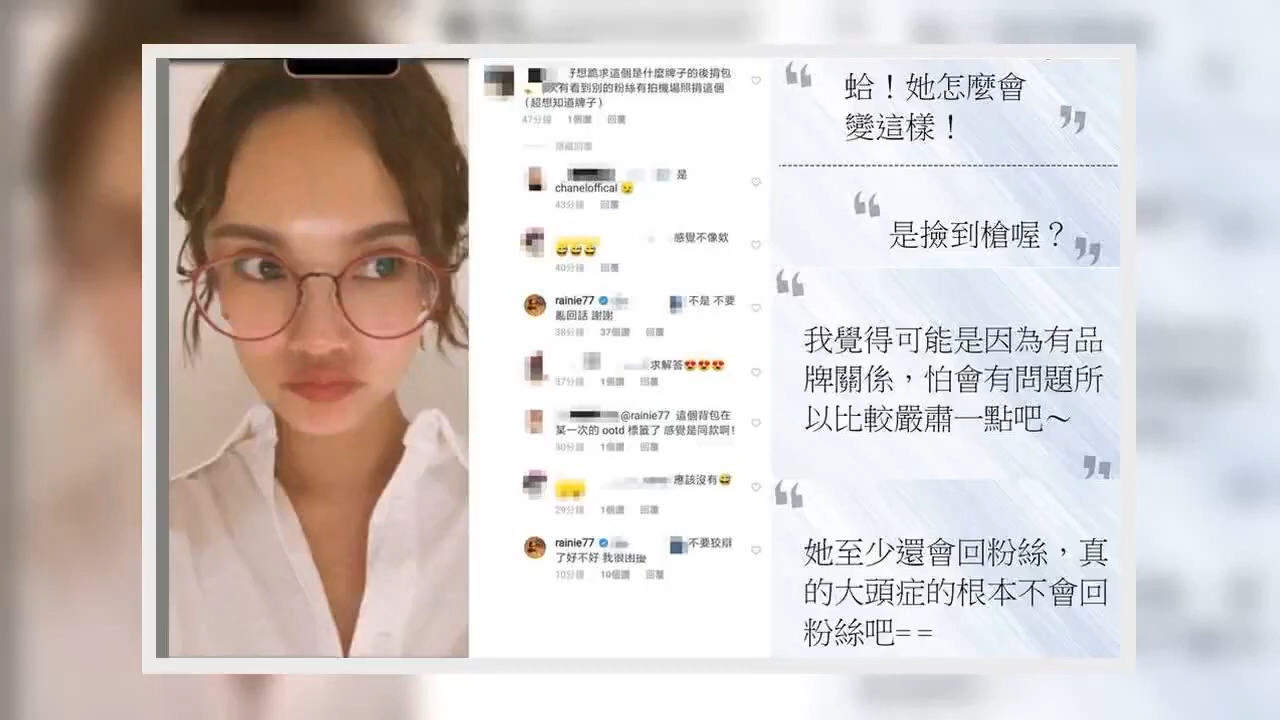 好想跪求這個是什麼牌子的後揹包
次有看到別的粉絲有拍機場照揹這個
（超想知道牌子）
47分鐘 1個讚 回覆
隱藏回覆
是
chaneloffical 😉
43分鐘 回覆
感覺不像欸
😅😅😅
40分鐘 回覆
rainie77 不是 不要
亂回話 謝謝
38分鐘 37個讚 回覆
求解答😍😍😍
37分鐘 1個讚 回覆
@rainie77 這個背包在
某一次的 ootd 標籤了 感覺是同款啊！
30分鐘 1個讚 回覆
應該沒有😅
29分鐘 1個讚 回覆
rainie77 不要狡辯
了好不好 我很困擾
10分鐘 10個讚 回覆
“蛤！她怎麼會
變這樣！”
“是撿到槍喔？”
“我覺得可能是因為有品
牌關係，怕會有問題所
以比較嚴肅一點吧～”
“她至少還會回粉絲，真
的大頭症的根本不會回
粉絲吧==